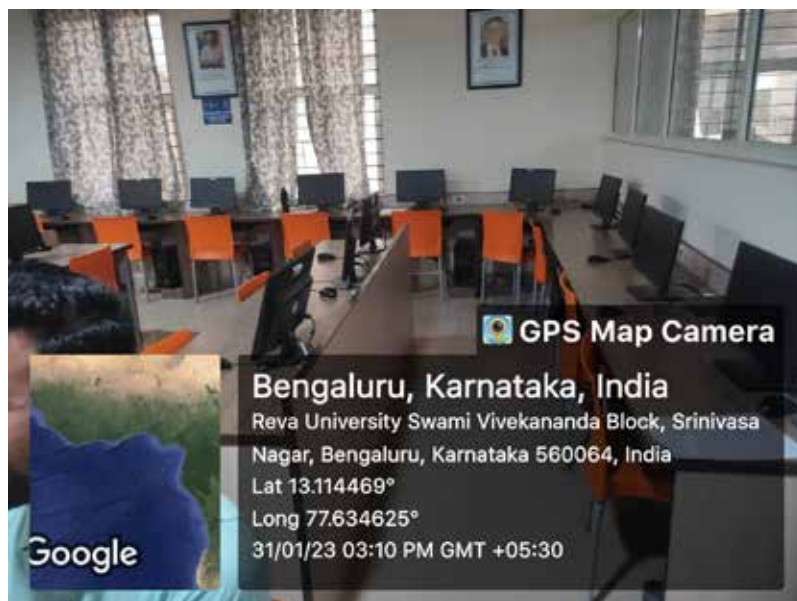 GPS Map Camera
Bengaluru, Karnataka, India
Reva University Swami Vivekananda Block, Srinivasa
Nagar, Bengaluru, Karnataka 560064, India
Lat 13.114469°
Long 77.634625°
31/01/23 03:10 PM GMT +05:30
Google